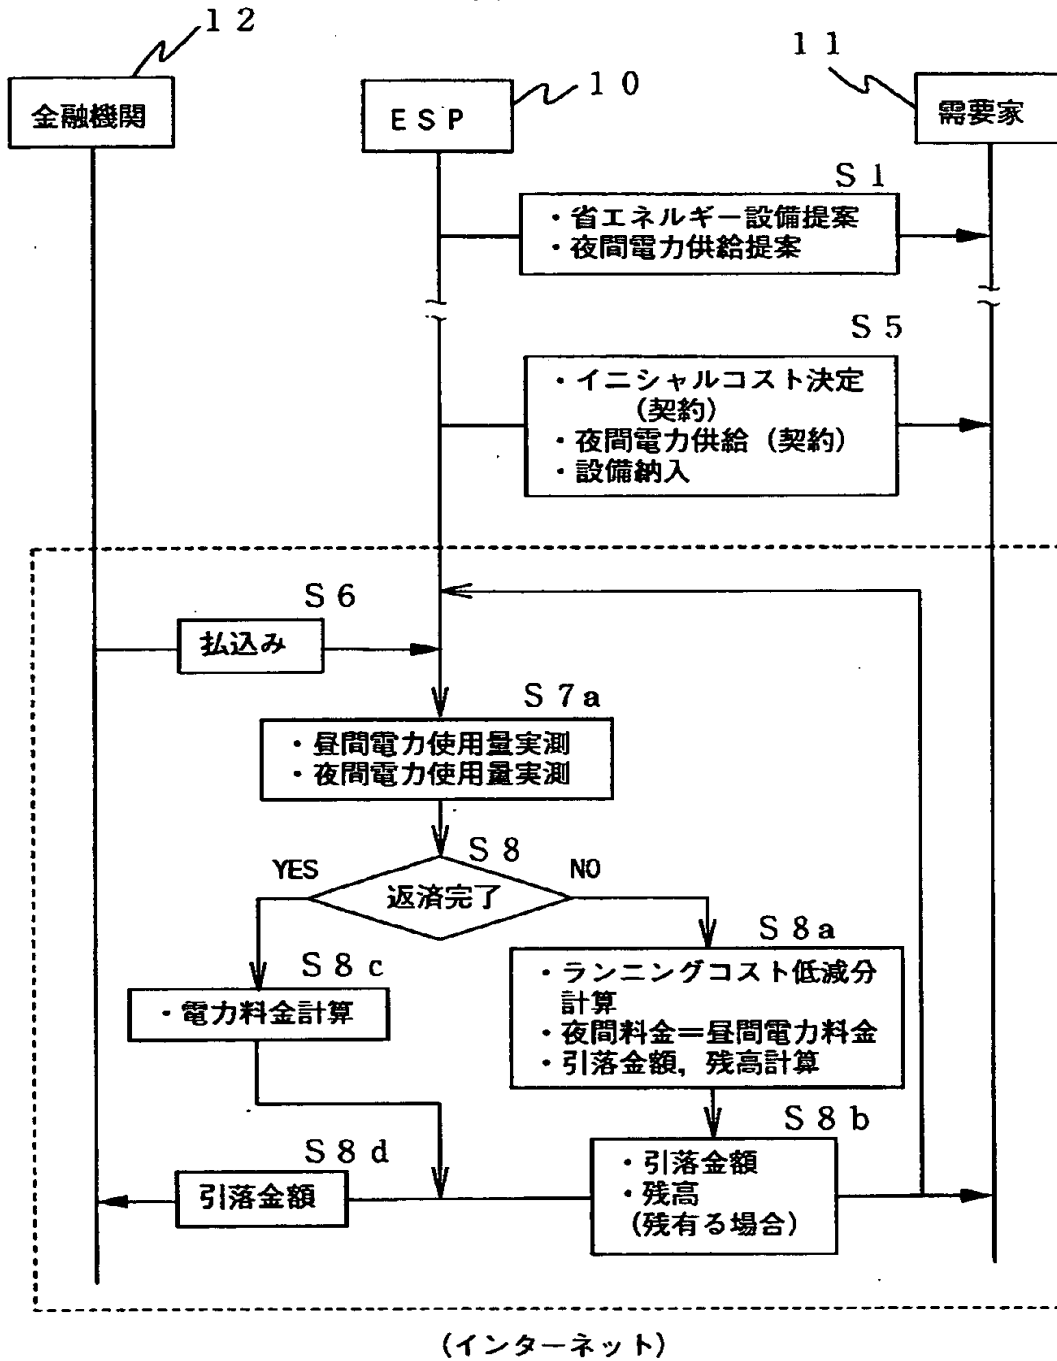 １２
１１
１０
金融機関
ＥＳＰ
需要家
Ｓ１
・省エネルギー設備提案
・夜間電力供給提案
Ｓ５
・イニシャルコスト決定
（契約）
・夜間電力供給（契約）
・設備納入
Ｓ６
払込み
Ｓ７a
・昼間電力使用量実測
・夜間電力使用量実測
Ｓ８
YES
NO
返済完了
Ｓ８a
・ランニングコスト低減分
計算
・夜間料金＝昼間電力料金
・引落金額，残高計算
Ｓ８c
・電力料金計算
Ｓ８b
・引落金額
・残高
（残有る場合）
Ｓ８d
引落金額
（インターネット）